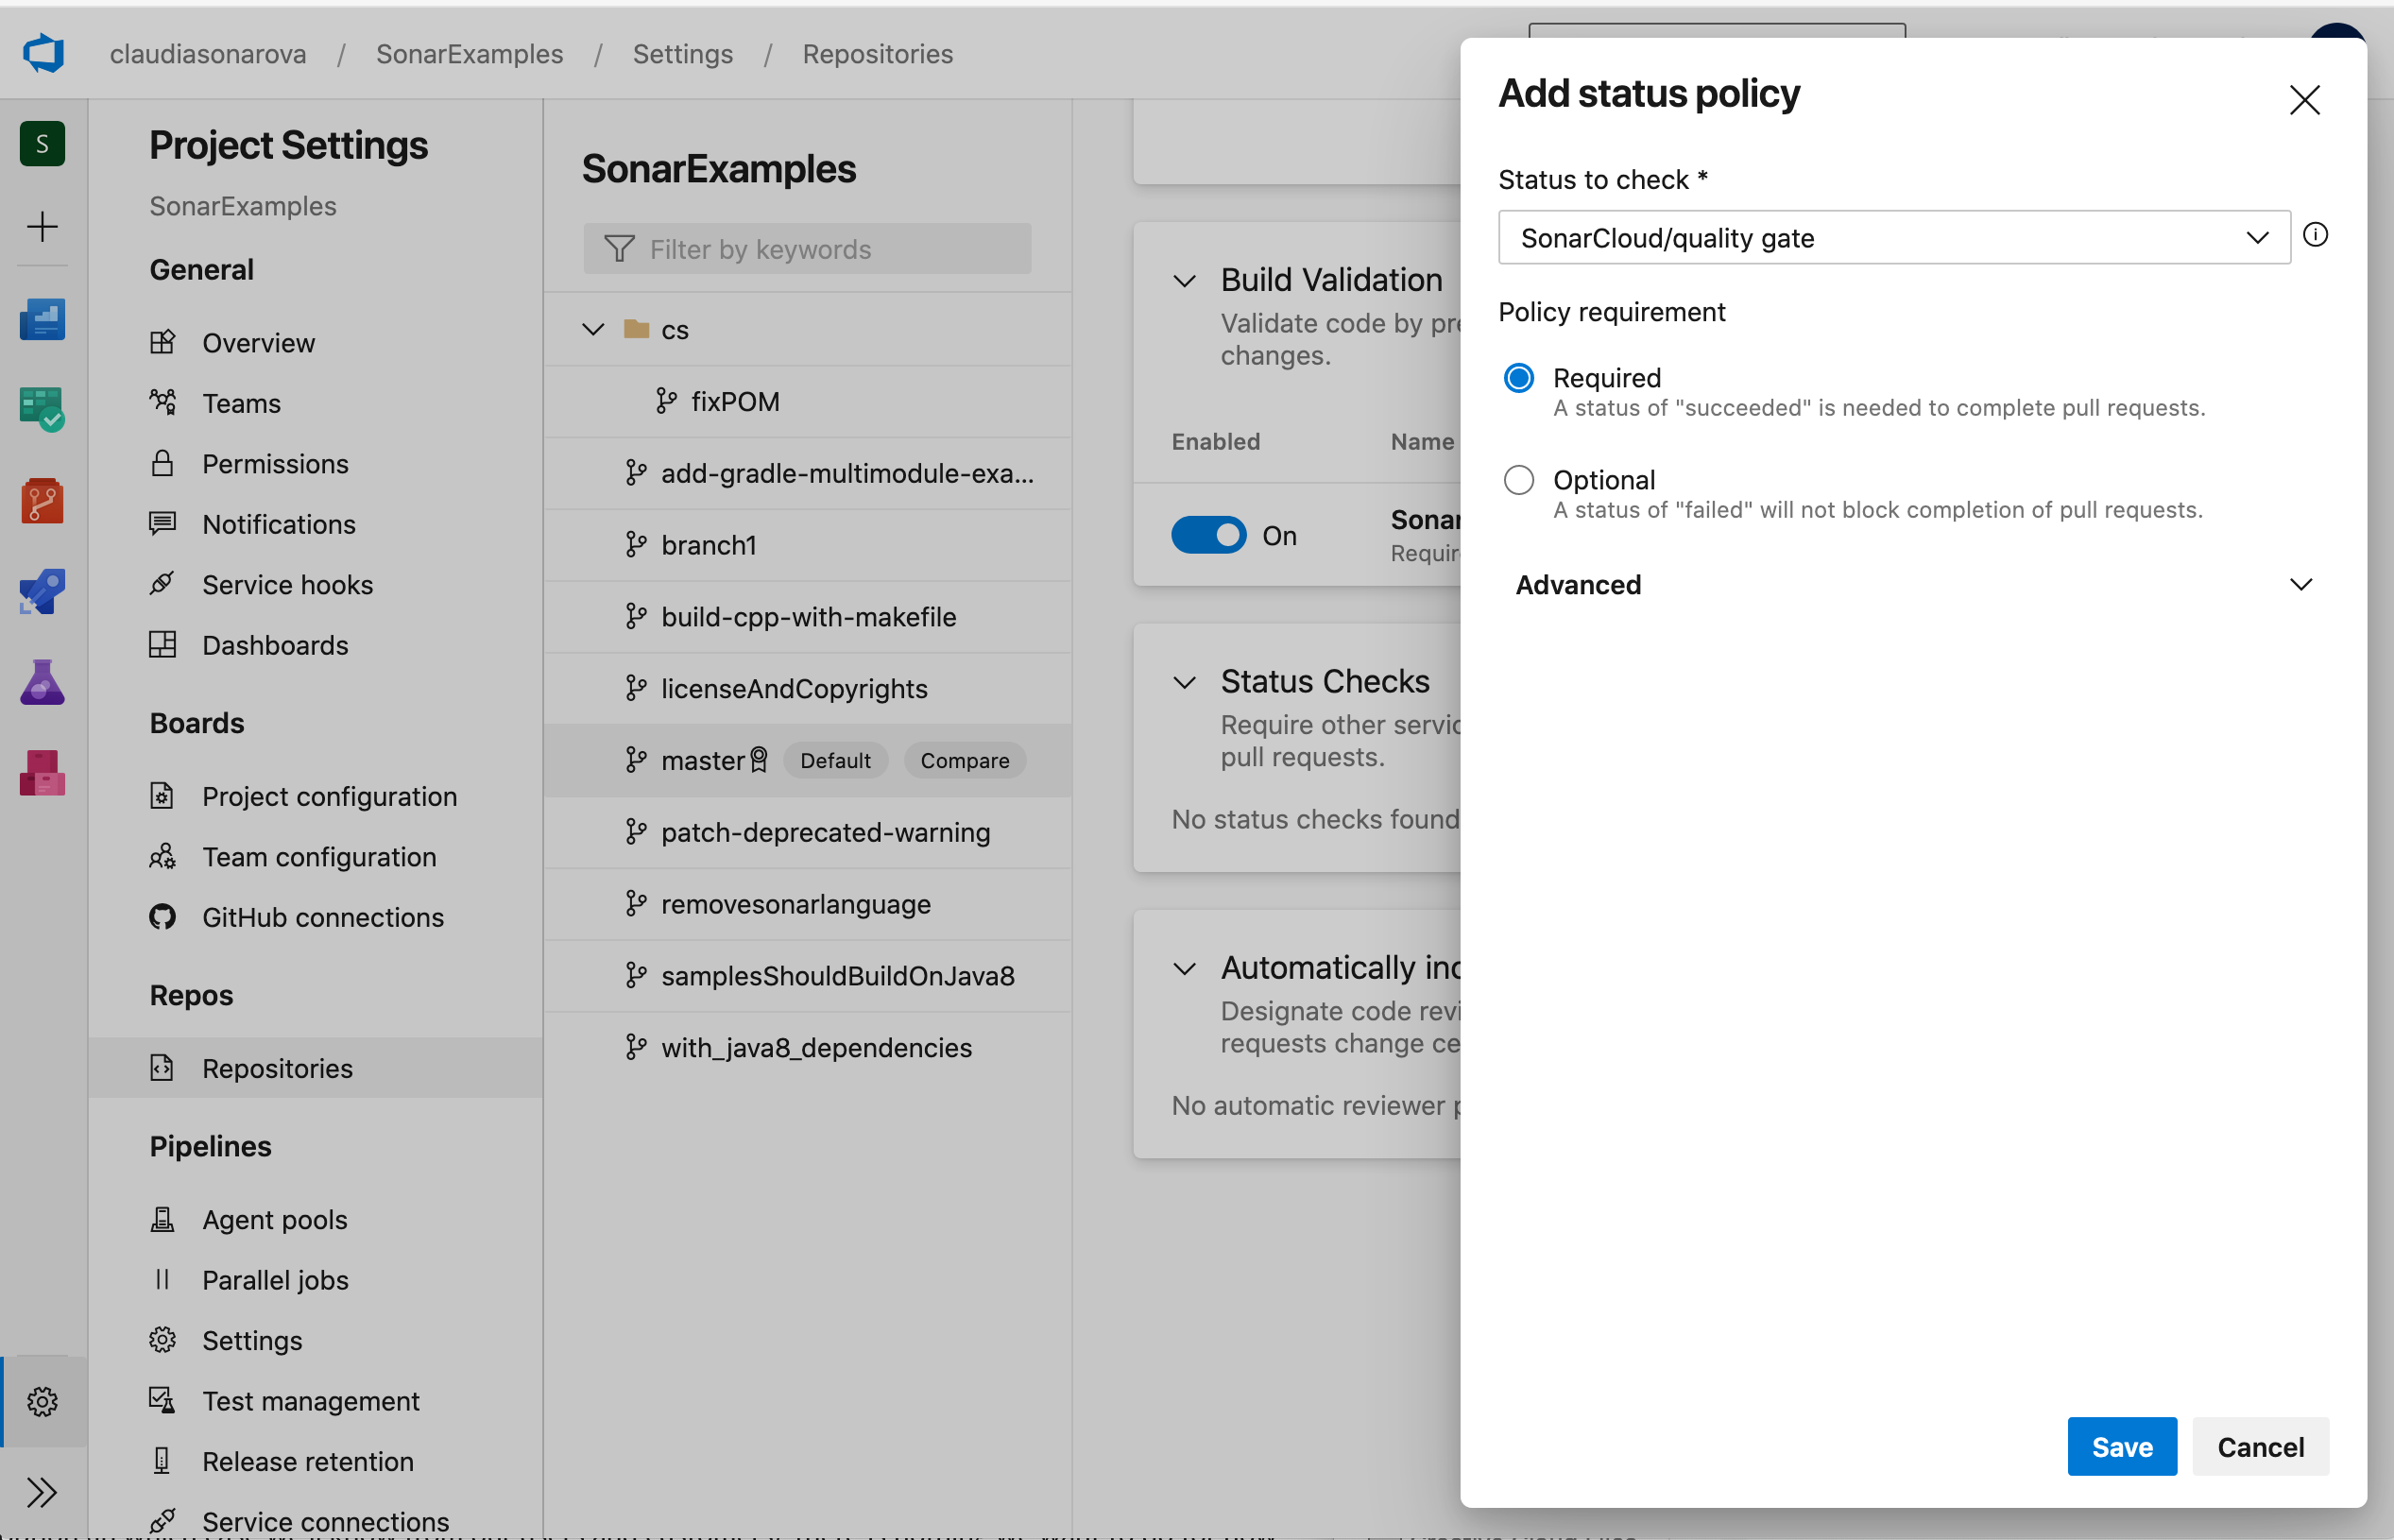 claudiasonarova / SonarExamples / Settings / Repositories
S
Project Settings
SonarExamples
General
Overview
Teams
Permissions
Notifications
Service hooks
Dashboards
Boards
Project configuration
Team configuration
GitHub connections
Repos
Repositories
Pipelines
Agent pools
Parallel jobs
Settings
Test management
Release retention
Service connections
SonarExamples
Filter by keywords
cs
fixPOM
add-gradle-multimodule-exa...
branch1
build-cpp-with-makefile
licenseAndCopyrights
master Default Compare
patch-deprecated-warning
removesonarlanguage
samplesShouldBuildOnJava8
with_java8_dependencies
Build Validation
Validate code by pre
changes.
Enabled Name
On
Sonar
Requir
Status Checks
Require other servic
pull requests.
No status checks found
Automatically inc
Designate code revi
requests change ce
No automatic reviewer p
Add status policy
Status to check *
SonarCloud/quality gate
Policy requirement
Required
A status of "succeeded" is needed to complete pull requests.
Optional
A status of "failed" will not block completion of pull requests.
Advanced
Save Cancel